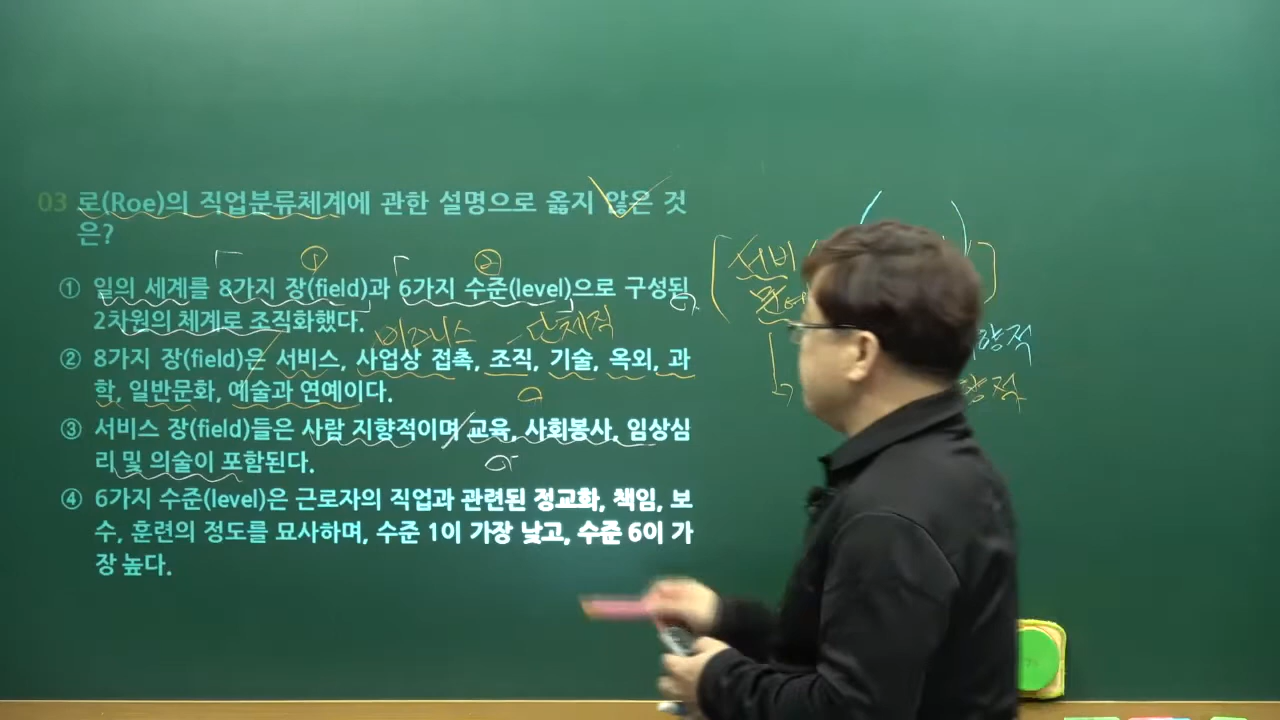 03 로(Roe)의 직업분류체계에 관한 설명으로 옳지 않은 것
은?
① ②
① 일의 세계를 8가지 장(field)과 6가지 수준(level)으로 구성된
2차원의 체계로 조직화했다.
비즈니스 단체적
② 8가지 장(field)은 서비스, 사업상 접촉, 조직, 기술, 옥외, 과
학, 일반문화, 예술과 연예이다.
③ 서비스 장(field)들은 사람 지향적이며 교육, 사회봉사, 임상심
리 및 의술이 포함된다.
④ 6가지 수준(level)은 근로자의 직업과 관련된 정교화, 책임, 보
수, 훈련의 정도를 묘사하며, 수준 1이 가장 낮고, 수준 6이 가
장 높다.
서비